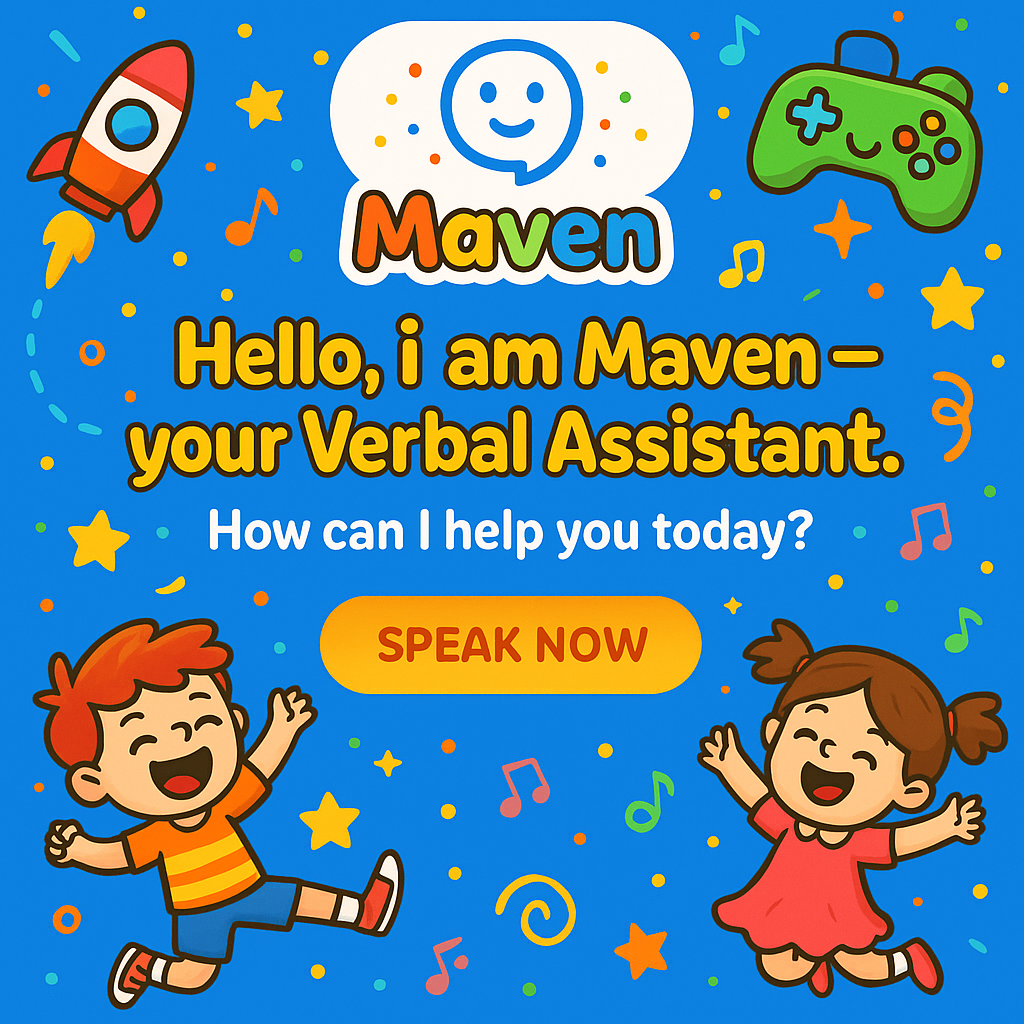 Maven
Hello, i am Maven –
your Verbal Assistant.
How can I help you today?
SPEAK NOW